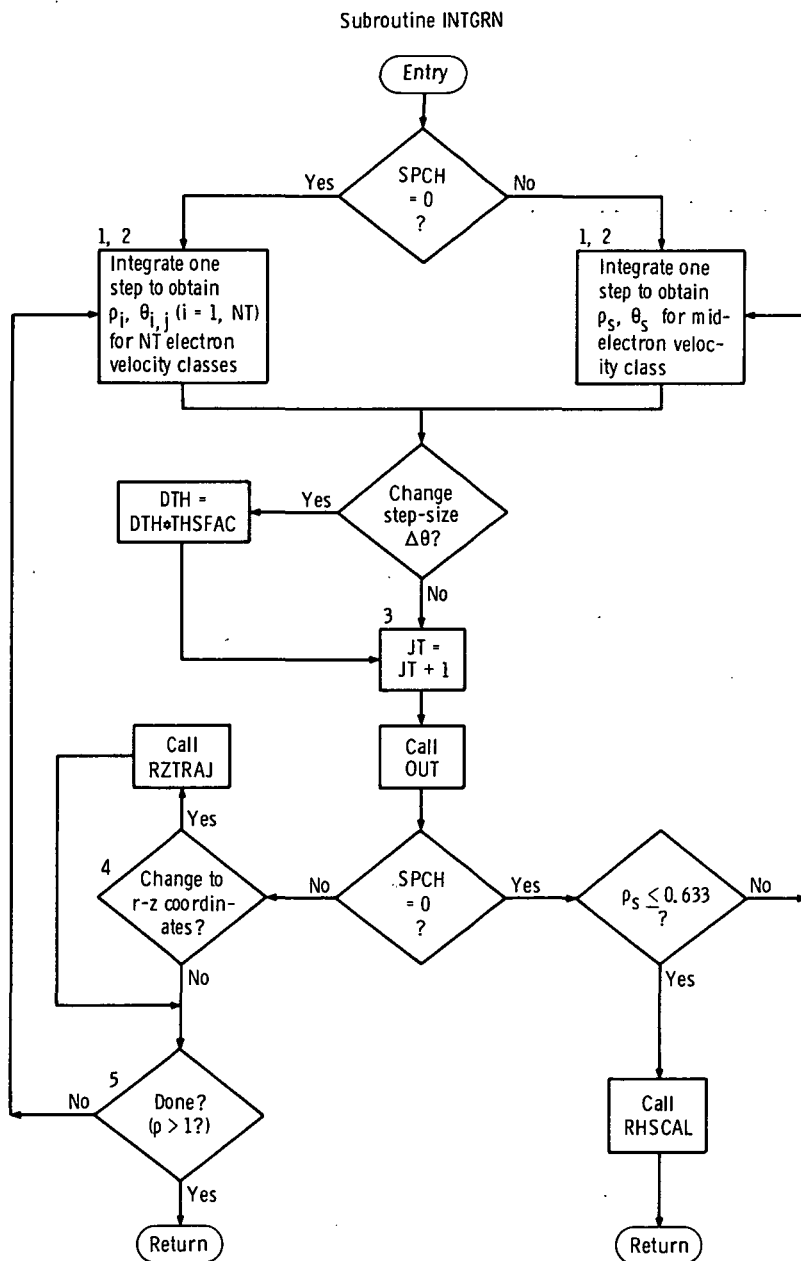 Subroutine INTGRN
Entry
SPCH
= 0
?
Yes
No
1, 2
Integrate one
step to obtain
ρi, θi,j (i = 1, NT)
for NT electron
velocity classes
1, 2
Integrate one
step to obtain
ρs, θs for mid-
electron veloc-
ity class
Change
step-size
Δθ?
Yes
DTH =
DTH*THSFAC
No
3
JT =
JT + 1
Call
OUT
Call
RZTRAJ
Yes
4
Change to
r-z coordin-
ates?
No
SPCH
= 0
?
Yes
ρs ≤ 0.633
?
No
No
Yes
5
Done?
(ρ > 1?)
No
Yes
Call
RHSCAL
Return
Return